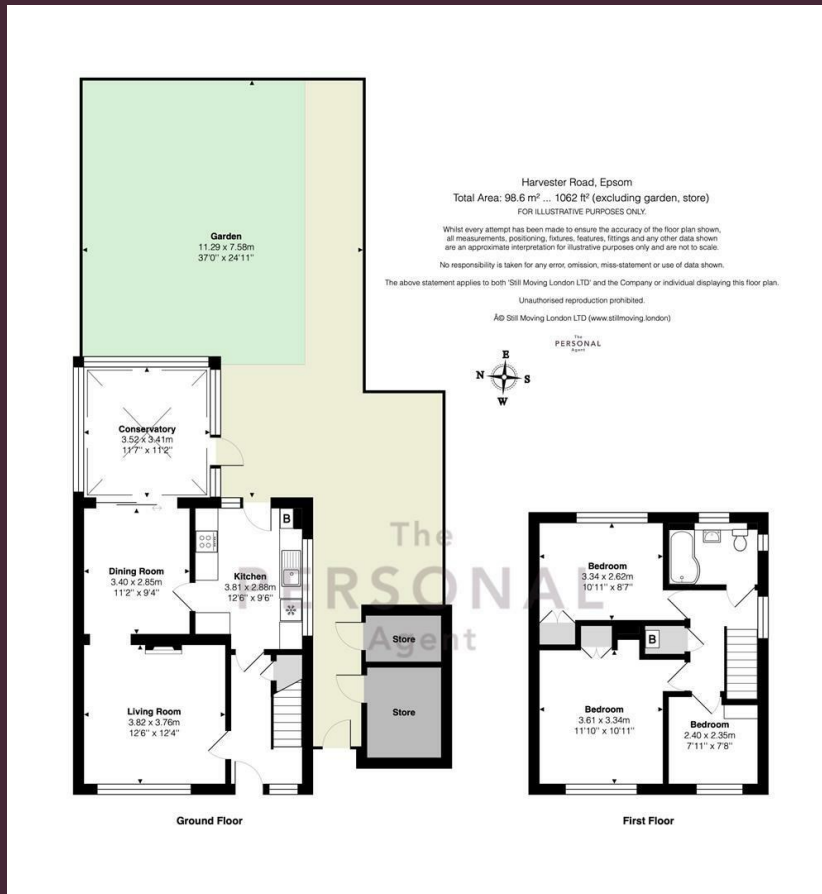 Harvester Road, Epsom
Total Area: 98.6 m² ... 1062 ft² (excluding garden, store)
FOR ILLUSTRATIVE PURPOSES ONLY.
Whilst every attempt has been made to ensure the accuracy of the floor plan shown,
all measurements, positioning, fixtures, features, fittings and any other data shown
are an approximate interpretation for illustrative purposes only and are not to scale.
No responsibility is taken for any error, omission, miss-statement or use of data shown.
The above statement applies to both 'Still Moving London LTD' and the Company or individual displaying this floor plan.
Unauthorised reproduction prohibited.
Â© Still Moving London LTD (www.stillmoving.london)
The
PERSONAL
Agent
E
N S
W
Garden
11.29 x 7.58m
37'0" x 24'11"
Conservatory
3.52 x 3.41m
11'7" x 11'2"
Dining Room
3.40 x 2.85m
11'2" x 9'4"
B
Kitchen
3.81 x 2.88m
12'6" x 9'6"
Living Room
3.82 x 3.76m
12'6" x 12'4"
Store
Store
The
PERSONAL
Agent
Ground Floor
Bedroom
3.34 x 2.62m
10'11" x 8'7"
B
Bedroom
3.61 x 3.34m
11'10" x 10'11"
Bedroom
2.40 x 2.35m
7'11" x 7'8"
First Floor